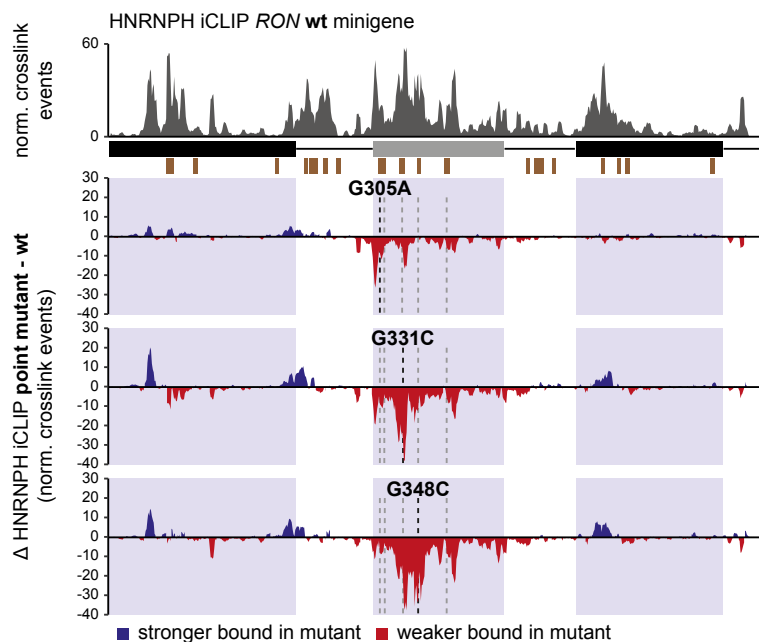 HNRNPH iCLIP RON wt minigene
norm. crosslink
events
60
0
Δ HNRNPH iCLIP point mutant - wt
(norm. crosslink events)
G305A
30
20
10
0
-10
-20
-30
-40
G331C
30
20
10
0
-10
-20
-30
-40
G348C
30
20
10
0
-10
-20
-30
-40
stronger bound in mutant weaker bound in mutant